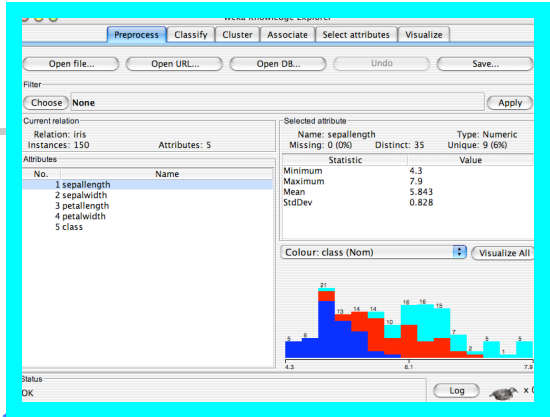 Weka Knowledge Explorer
Preprocess Classify Cluster Associate Select attributes Visualize
Open file... Open URL... Open DB... Undo Save...
Filter
Choose None Apply
Current relation
Relation: iris
Instances: 150 Attributes: 5
Selected attribute
Name: sepallength Type: Numeric
Missing: 0 (0%) Distinct: 35 Unique: 9 (6%)
Attributes
No. Name
1 sepallength
2 sepalwidth
3 petallength
4 petalwidth
5 class
Statistic Value
Minimum 4.3
Maximum 7.9
Mean 5.843
StdDev 0.828
Colour: class (Nom) Visualize All
5 6 21 13 14 14 10 16 16 15 7 2 5 1 5
4.3 6.1 7.9
Status
OK
Log x 0